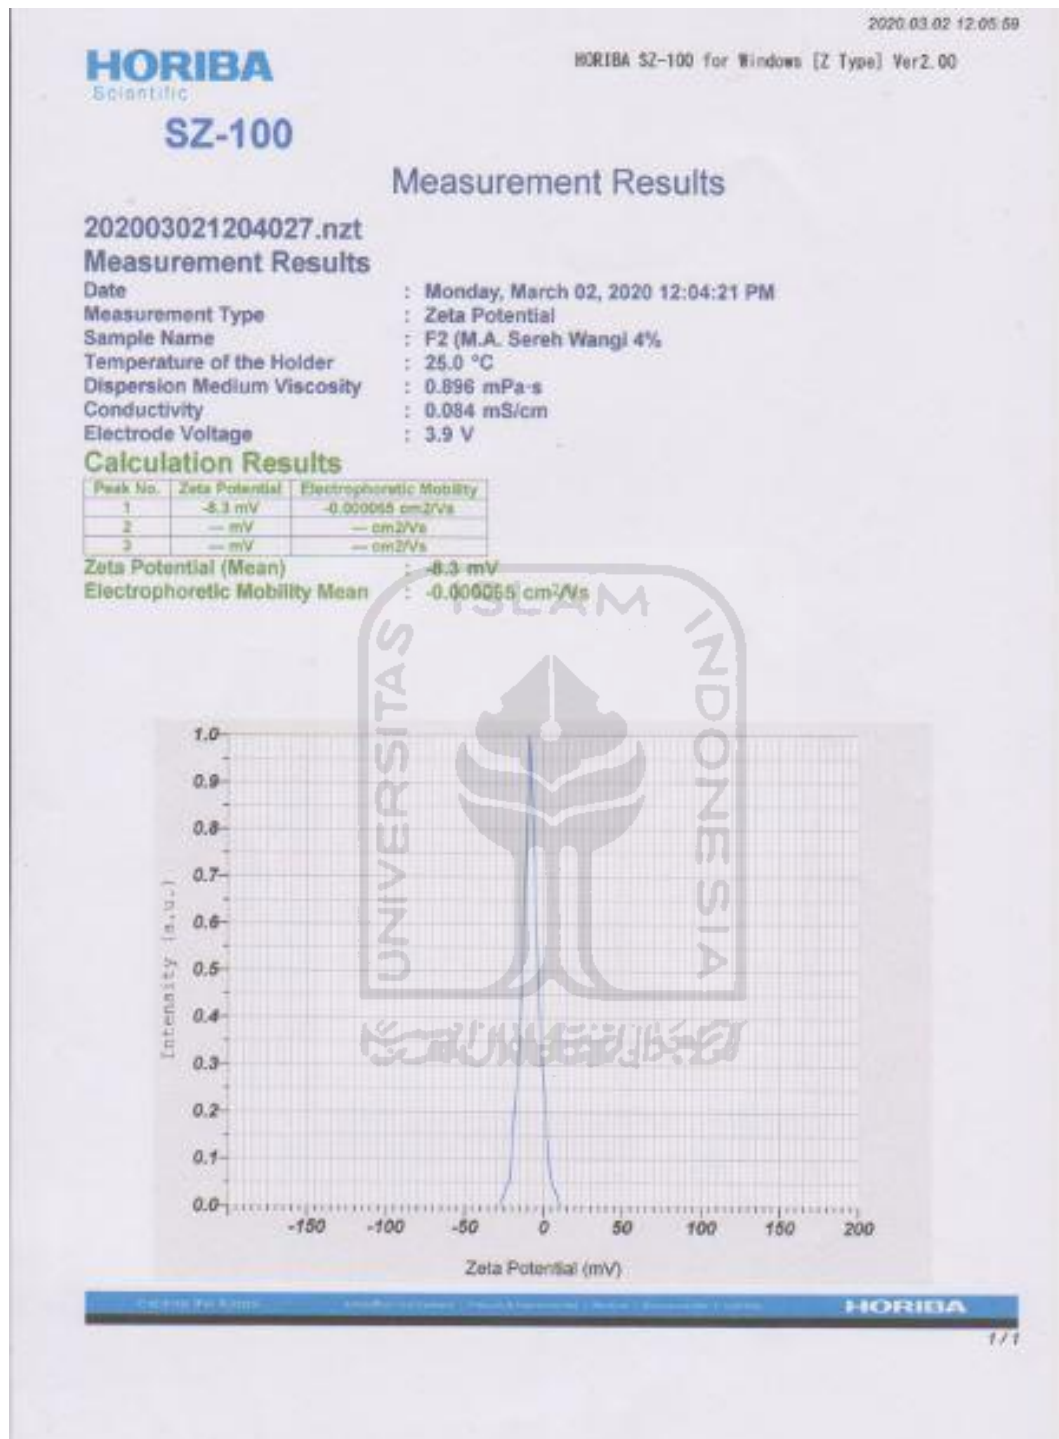 2020.03.02 12:05:59
HORIBA
Scientific
HORIBA SZ-100 for Windows [Z Type] Ver2.00
SZ-100
Measurement Results
202003021204027.nzt
Measurement Results
Date : Monday, March 02, 2020 12:04:21 PM
Measurement Type : Zeta Potential
Sample Name : F2 (M.A. Sereh Wangi 4%
Temperature of the Holder : 25.0 °C
Dispersion Medium Viscosity : 0.896 mPa·s
Conductivity : 0.084 mS/cm
Electrode Voltage : 3.9 V
Calculation Results
Peak No. Zeta Potential Electrophoretic Mobility
1 -8.3 mV -0.000065 cm2/Vs
2 --- mV --- cm2/Vs
3 --- mV --- cm2/Vs
Zeta Potential (Mean) : -8.3 mV
Electrophoretic Mobility Mean : -0.000065 cm²/Vs
UNIVERSITAS ISLAM INDONESIA
Intensity (a.u.)
1.0
0.9
0.8
0.7
0.6
0.5
0.4
0.3
0.2
0.1
0.0
-150 -100 -50 0 50 100 150 200
Zeta Potential (mV)
HORIBA
1 / 1